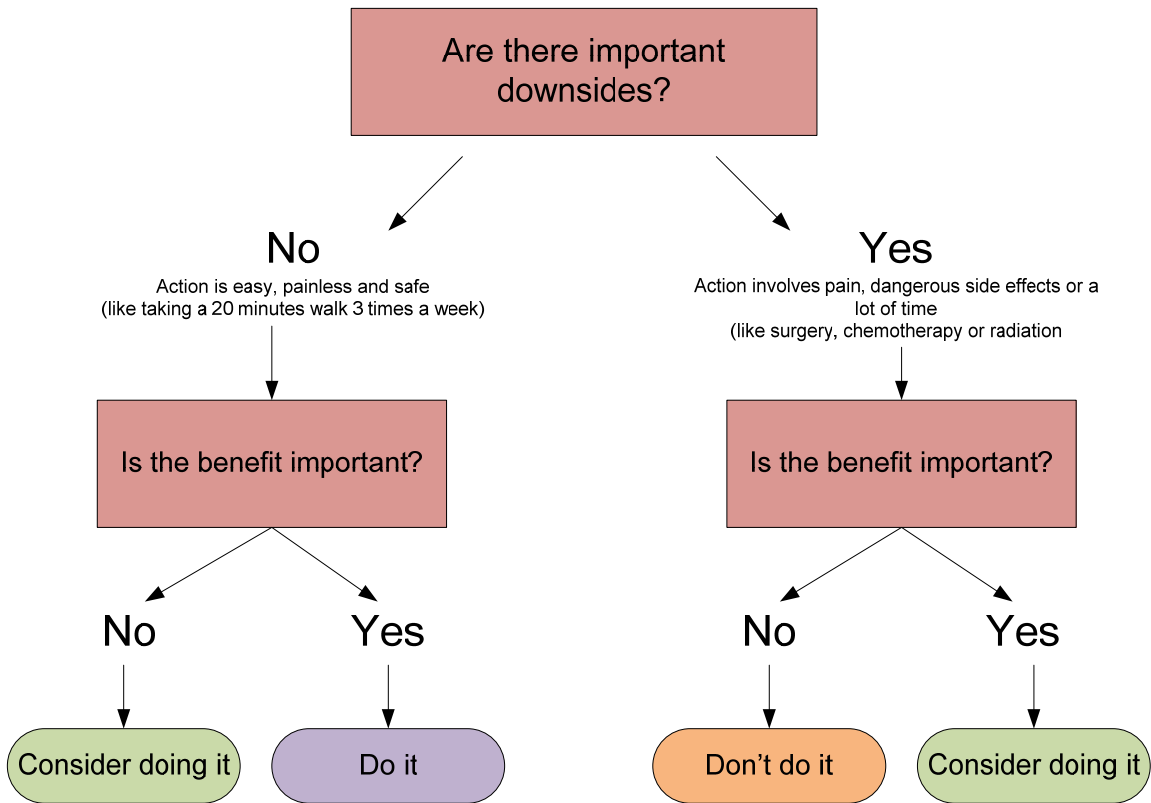 Are there important
downsides?
No
Yes
Action is easy, painless and safe
(like taking a 20 minutes walk 3 times a week)
Action involves pain, dangerous side effects or a
lot of time
(like surgery, chemotherapy or radiation
Is the benefit important?
Is the benefit important?
No
Yes
No
Yes
Consider doing it
Do it
Don’t do it
Consider doing it